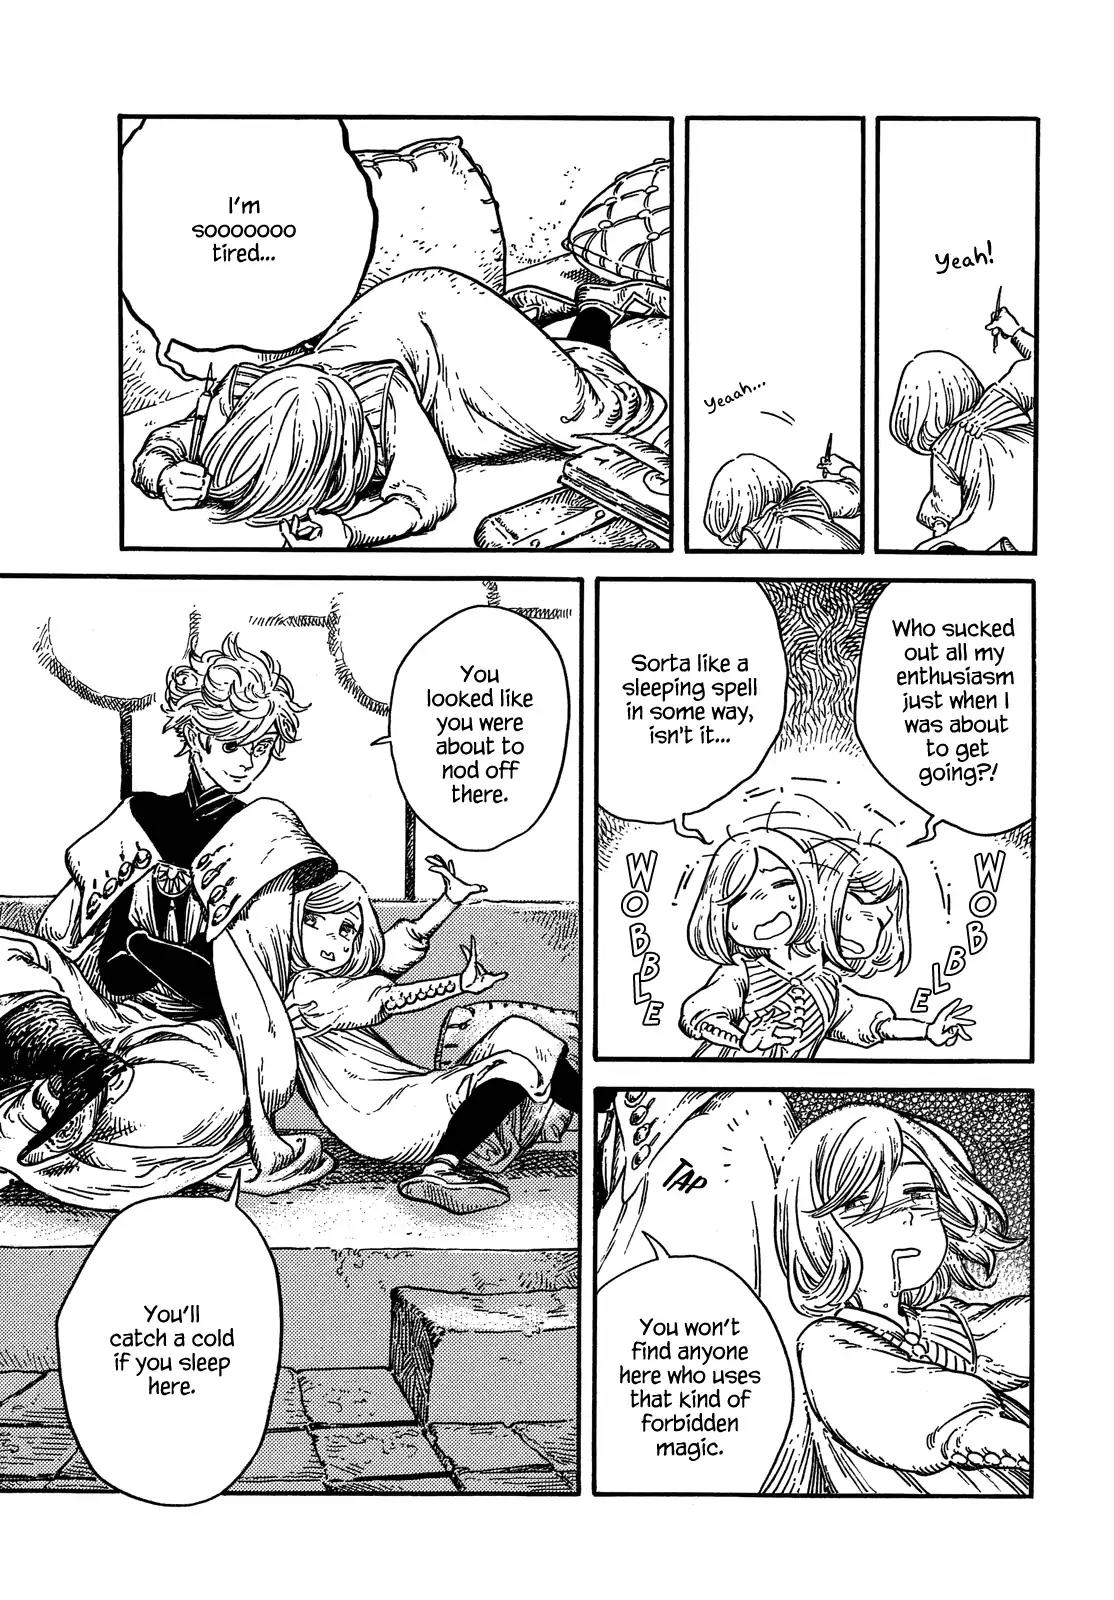 Yeah!
Yeaah...
I'm
sooooooo
tired...
Who sucked
out all my
enthusiasm
just when I
was about
to get
going?!
Sorta like a
sleeping spell
in some way,
isn't it...
WOBBLE
WOBBLE
TAP
You won't
find anyone
here who uses
that kind of
forbidden
magic.
You
looked like
you were
about to
nod off
there.
You'll
catch a cold
if you sleep
here.